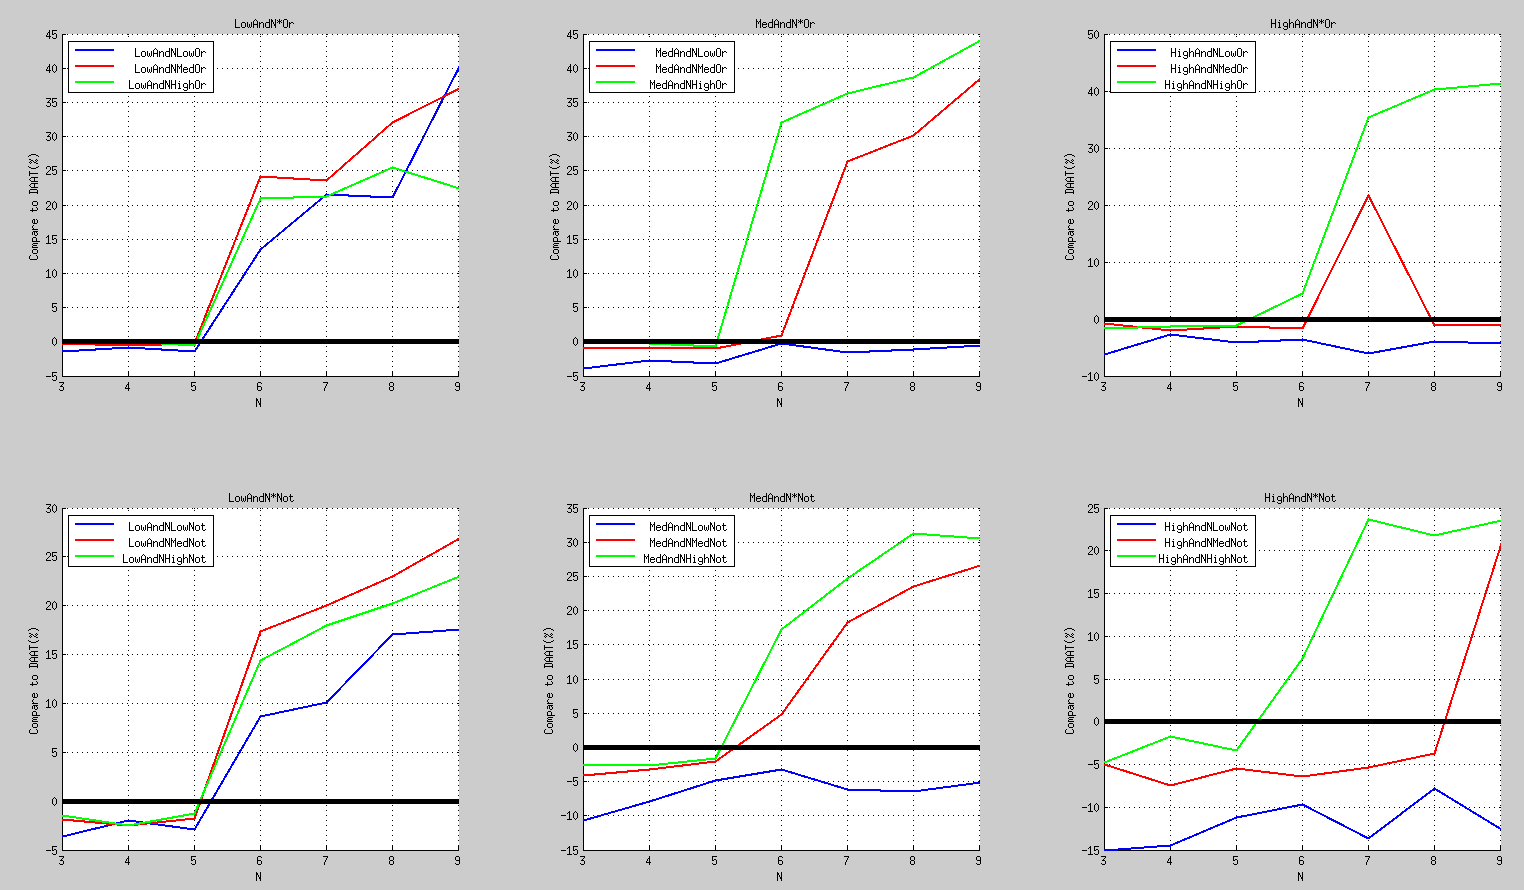 LowAndN*Or
LowAndNLowOr
LowAndNMedOr
LowAndNHighOr
45
40
35
30
25
20
15
10
5
0
-5
3 4 5 6 7 8 9
N
Compare to DAAT(%)
MedAndN*Or
MedAndNLowOr
MedAndNMedOr
MedAndNHighOr
45
40
35
30
25
20
15
10
5
0
-5
3 4 5 6 7 8 9
N
Compare to DAAT(%)
HighAndN*Or
HighAndNLowOr
HighAndNMedOr
HighAndNHighOr
50
40
30
20
10
0
-10
3 4 5 6 7 8 9
N
Compare to DAAT(%)
LowAndN*Not
LowAndNLowNot
LowAndNMedNot
LowAndNHighNot
30
25
20
15
10
5
0
-5
3 4 5 6 7 8 9
N
Compare to DAAT(%)
MedAndN*Not
MedAndNLowNot
MedAndNMedNot
MedAndNHighNot
35
30
25
20
15
10
5
0
-5
-10
-15
3 4 5 6 7 8 9
N
Compare to DAAT(%)
HighAndN*Not
HighAndNLowNot
HighAndNMedNot
HighAndNHighNot
25
20
15
10
5
0
-5
-10
-15
3 4 5 6 7 8 9
N
Compare to DAAT(%)